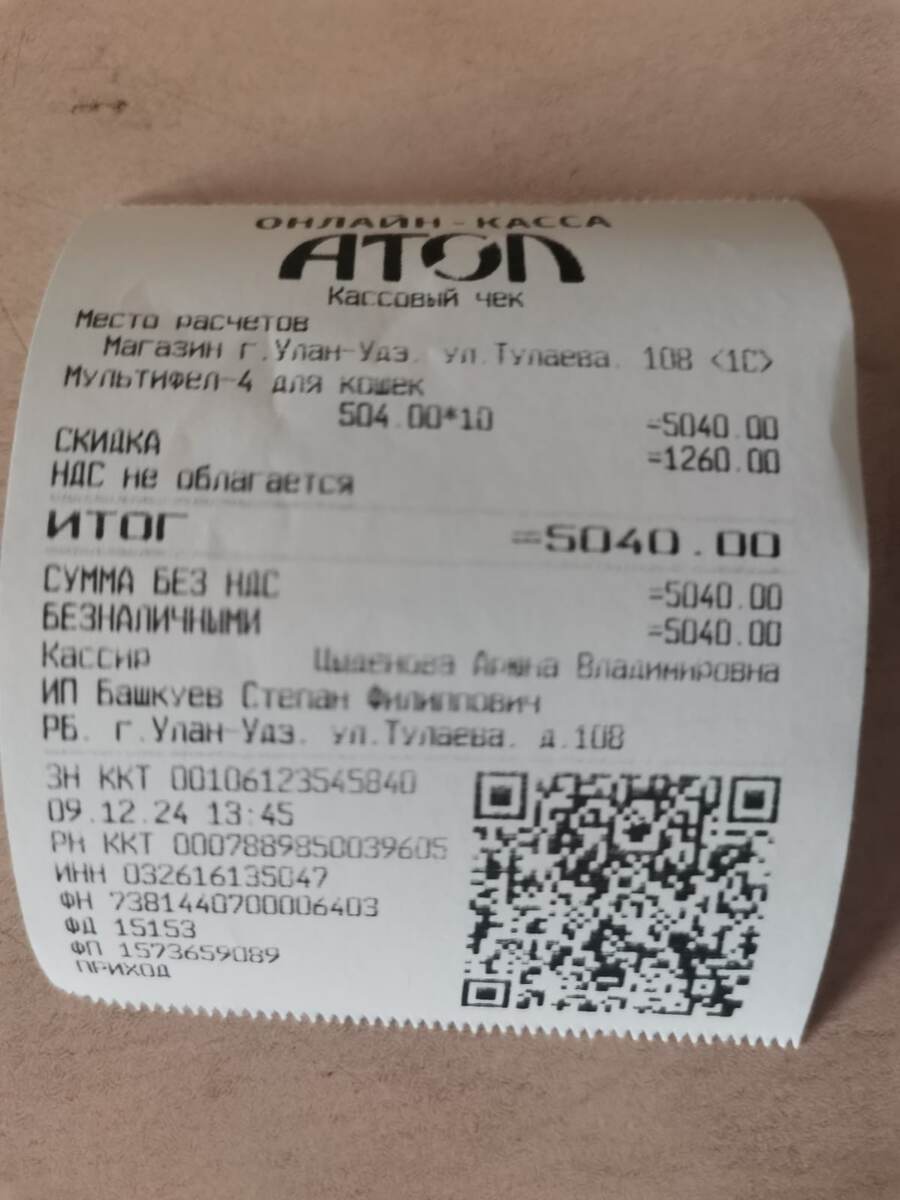 ОНЛАЙН-КАССА
АТОЛ
Кассовый чек
Место расчетов
Магазин г.Улан-Удэ, ул.Тулаева, 108 <1С>
Мультифел-4 для кошек
504.00*10 =5040.00
СКИДКА =1260.00
НДС не облагается
ИТОГ =5040.00
СУММА БЕЗ НДС =5040.00
БЕЗНАЛИЧНЫМИ =5040.00
Кассир Цыденова Арюна Владимировна
ИП Башкуев Степан Филиппович
РБ, г.Улан-Удэ, ул.Тулаева, д.108
ЗН ККТ 00106123545840
09.12.24 13:45
РН ККТ 0007889850039605
ИНН 032616135047
ФН 7381440700006403
ФД 15153
ФП 1573659089
ПРИХОД